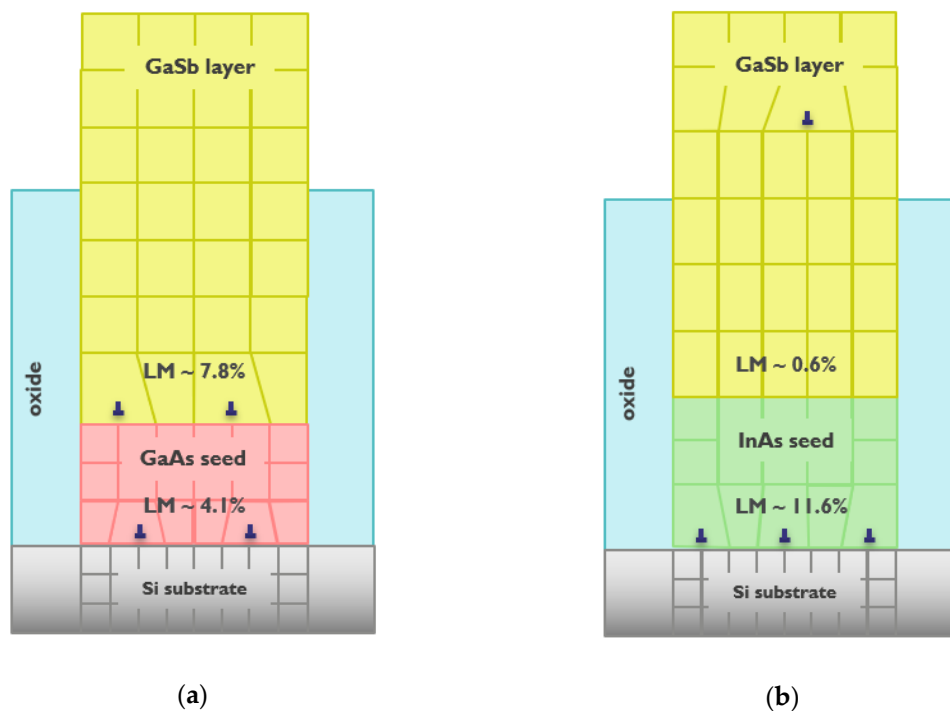 GaSb layer
LM ~ 7.8%
oxide
GaAs seed
LM ~ 4.1%
Si substrate
(a)
GaSb layer
LM ~ 0.6%
oxide
InAs seed
LM ~ 11.6%
Si substrate
(b)